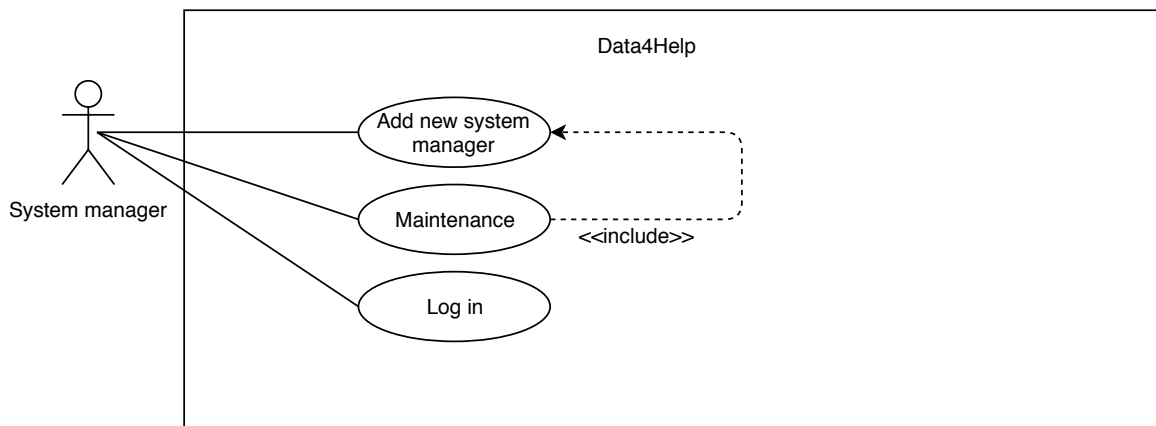 Data4Help
Add new system
manager
System manager
Maintenance
<<include>>
Log in